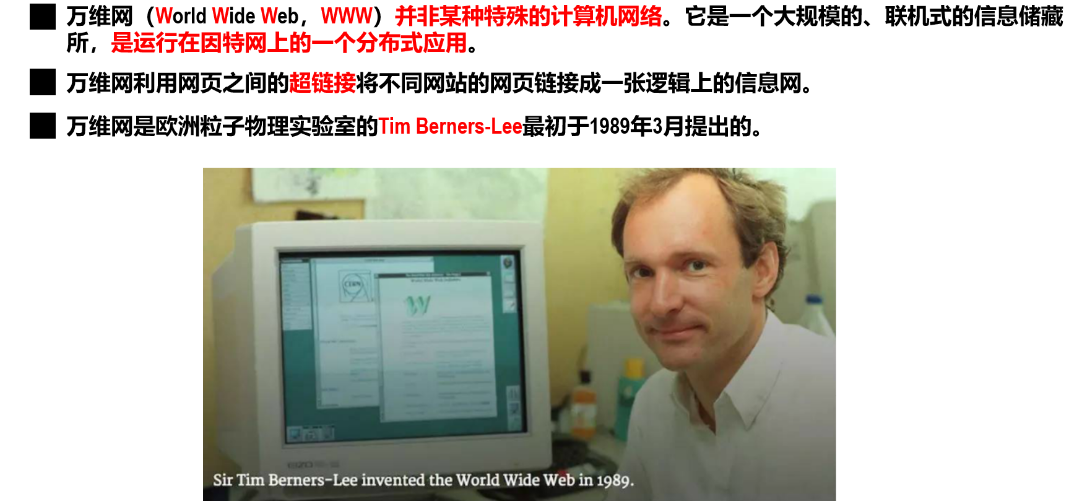 万维网（World Wide Web，WWW）并非某种特殊的计算机网络。它是一个大规模的、联机式的信息储藏
所，是运行在因特网上的一个分布式应用。
万维网利用网页之间的超链接将不同网站的网页链接成一张逻辑上的信息网。
万维网是欧洲粒子物理实验室的Tim Berners-Lee最初于1989年3月提出的。
CERN
W
Sir Tim Berners-Lee invented the World Wide Web in 1989.